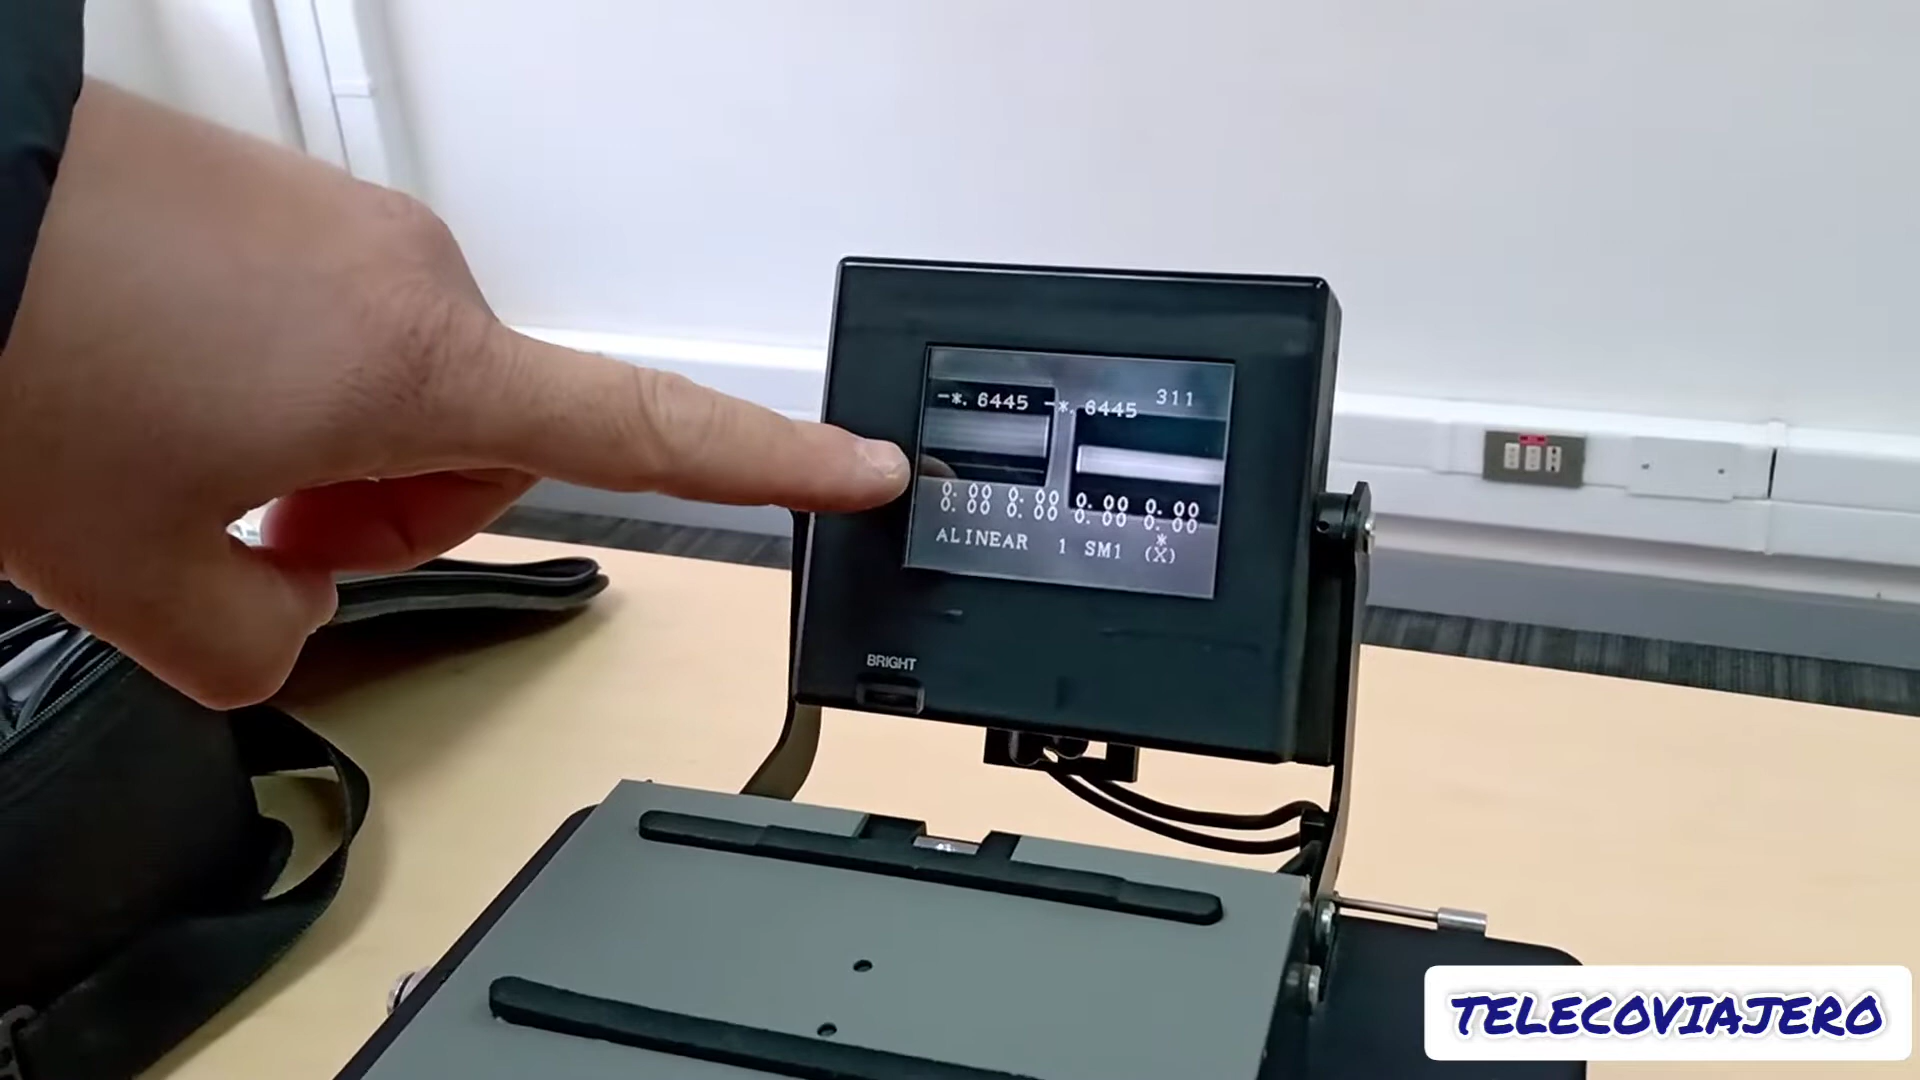 311
-*. 6445 -*. 6445
0. 00 0. 00 0. 00 0. 00
0. 00 0. 00 0. 00 0. 00
*
ALINEAR 1 SM1 (X)
BRIGHT
TELECOVIAJERO